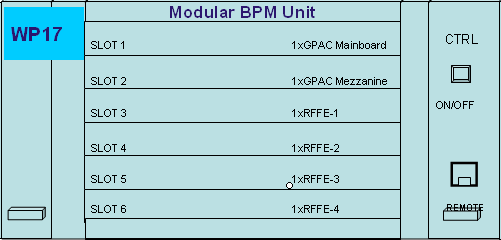 Modular BPM Unit
WP17
SLOT 1 1xGPAC Mainboard
SLOT 2 1xGPAC Mezzanine
SLOT 3 1xRFFE-1
SLOT 4 1xRFFE-2
SLOT 5 1xRFFE-3
SLOT 6 1xRFFE-4
CTRL
ON/OFF
REMOTE